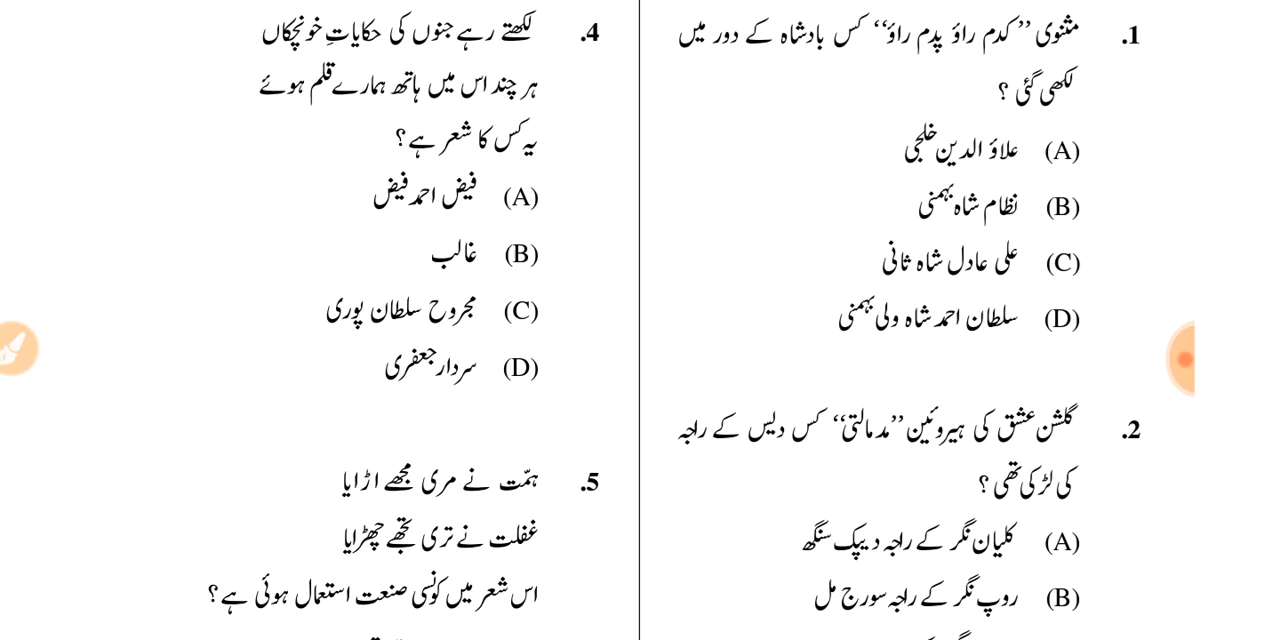 1. مثنوی ’’کدم راؤ پدم راؤ‘‘ کس بادشاہ کے دور میں
لکھی گئی ؟
(A) علاؤ الدین خلجی
(B) نظام شاہ بہمنی
(C) علی عادل شاہ ثانی
(D) سلطان احمد شاہ ولی بہمنی
2. گلشن عشق کی ہیروئین ’’مدمالتی‘‘ کس دیس کے راجہ
کی لڑکی تھی ؟
(A) کلیان نگر کے راجہ دیپک سنگھ
(B) روپ نگر کے راجہ سورج مل
4. لکھتے رہے جنوں کی حکایاتِ خونچکاں
ہر چند اس میں ہاتھ ہمارے قلم ہوئے
یہ کس کا شعر ہے؟
(A) فیض احمد فیض
(B) غالب
(C) مجروح سلطان پوری
(D) سردار جعفری
5. ہمّت نے مری مجھے اڑایا
غفلت نے تری تجھے چھڑایا
اس شعر میں کونسی صنعت استعمال ہوئی ہے؟